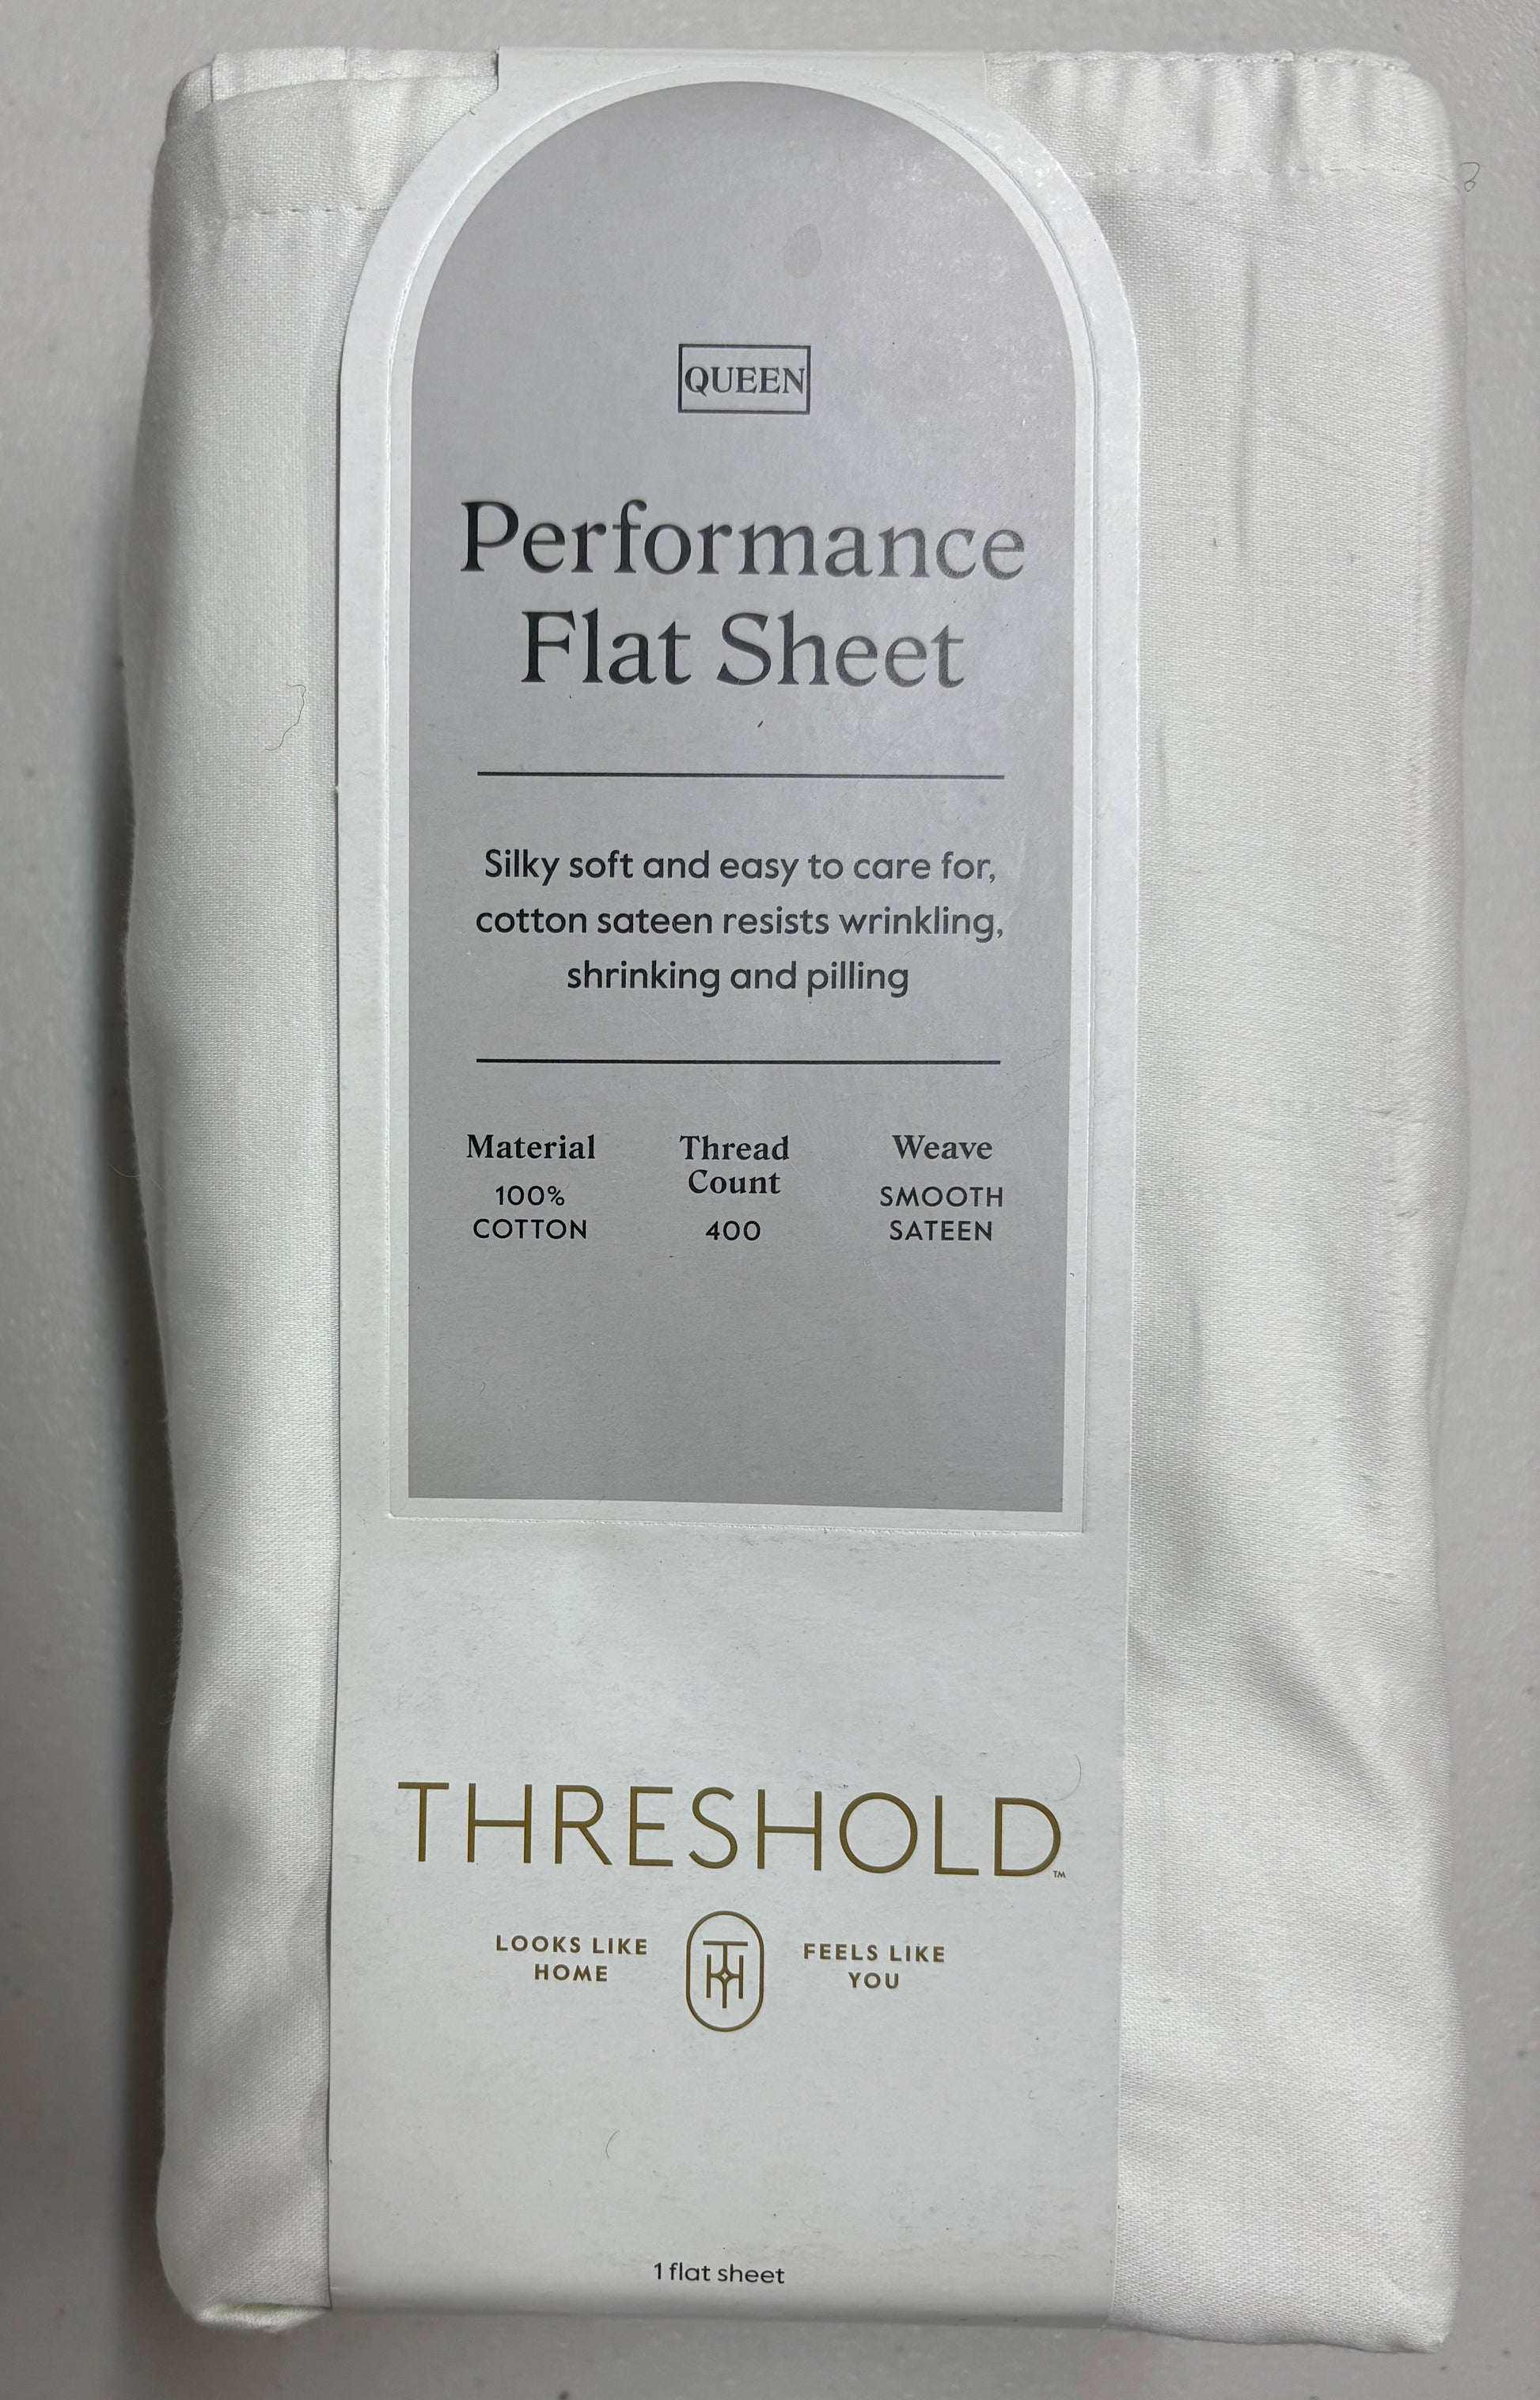 QUEEN
Performance
Flat Sheet
Silky soft and easy to care for,
cotton sateen resists wrinkling,
shrinking and pilling
Material
100%
COTTON
Thread
Count
400
Weave
SMOOTH
SATEEN
THRESHOLD™
LOOKS LIKE
HOME
FEELS LIKE
YOU
1 flat sheet